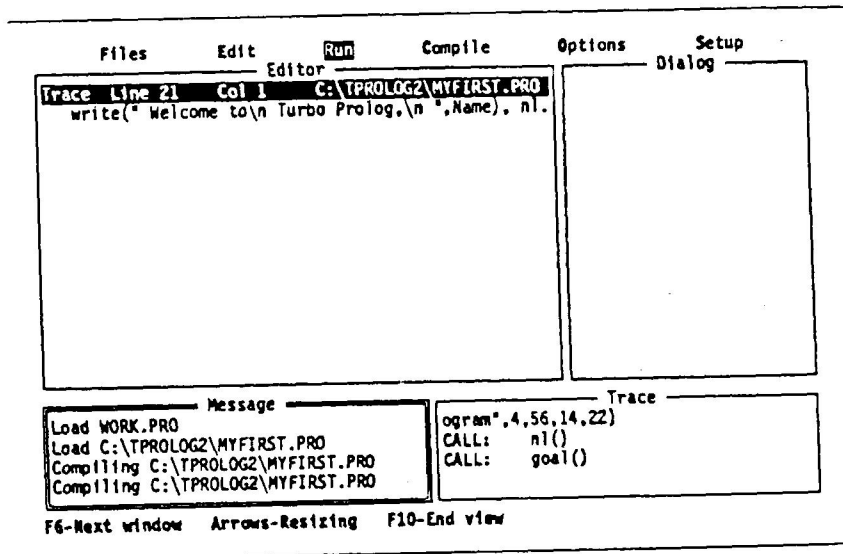 Files Edit Run Compile Options Setup
Editor
Dialog
Trace Line 21 Col 1 C:\TPROLOG2\MYFIRST.PRO
write(" Welcome to\n Turbo Prolog,\n ",Name), nl.
Message
Load WORK.PRO
Load C:\TPROLOG2\MYFIRST.PRO
Compiling C:\TPROLOG2\MYFIRST.PRO
Compiling C:\TPROLOG2\MYFIRST.PRO
Trace
ogram",4,56,14,22)
CALL: nl()
CALL: goal()
F6-Next window Arrows-Resizing F10-End view